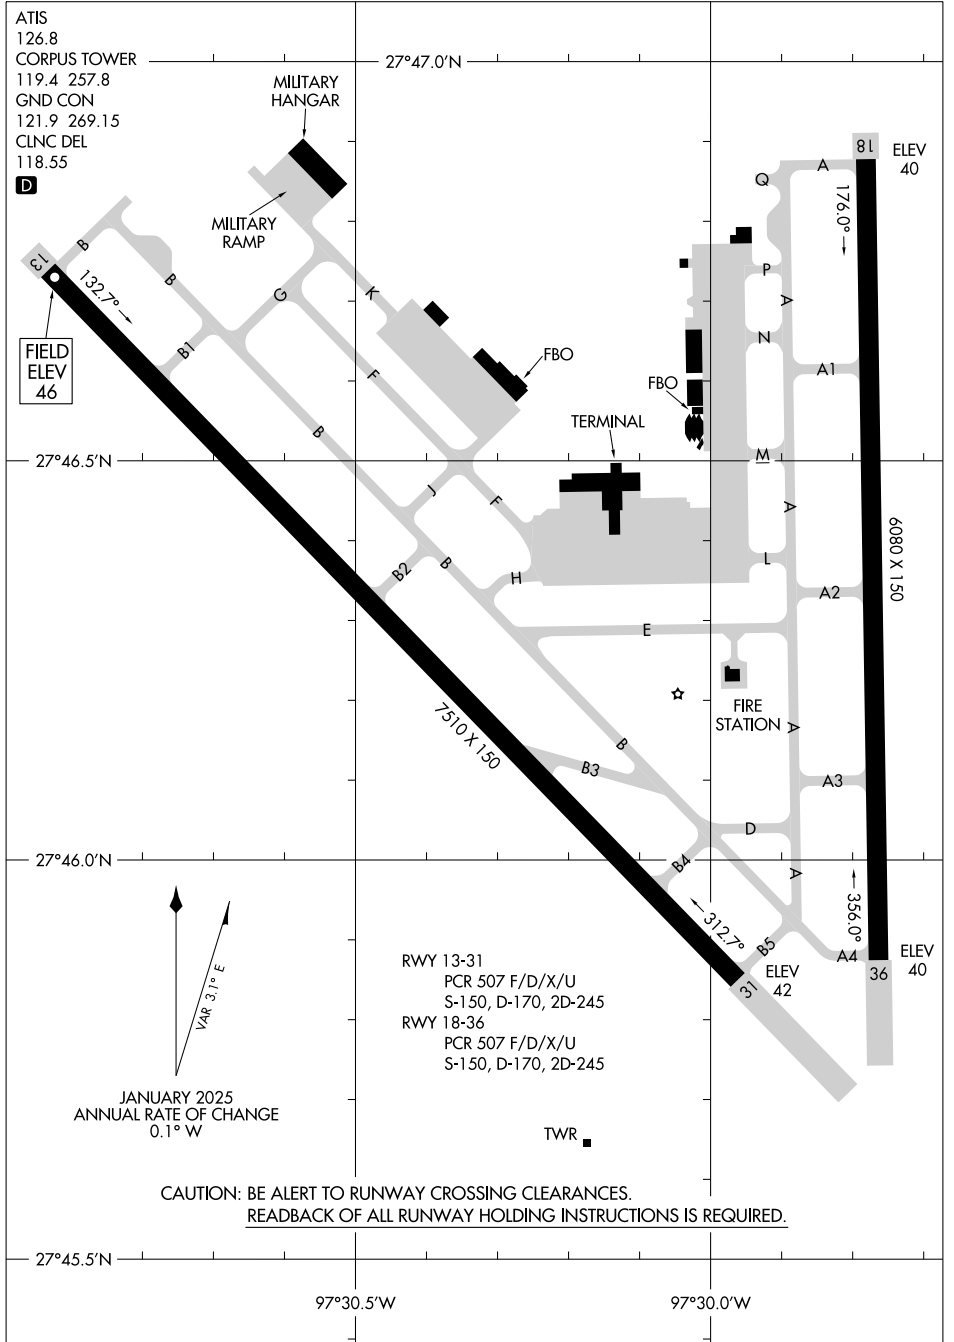 ATIS
126.8
CORPUS TOWER
119.4 257.8
GND CON
121.9 269.15
CLNC DEL
118.55
D
27°47.0'N
MILITARY
HANGAR
MILITARY
RAMP
18
ELEV
40
A
Q
176.0°
B
13
132.7°
B
G
K
P
A
N
B1
FIELD
ELEV
46
FBO
F
A1
FBO
TERMINAL
B
27°46.5'N
M
J
F
A
6080 X 150
B
B2
H
L
A2
E
FIRE
STATION
A
7510 X 150
B
B3
A3
D
27°46.0'N
B4
A
356.0°
312.7°
B5
A4
ELEV
40
36
ELEV
42
31
VAR 3.1° E
RWY 13-31
PCR 507 F/D/X/U
S-150, D-170, 2D-245
RWY 18-36
PCR 507 F/D/X/U
S-150, D-170, 2D-245
JANUARY 2025
ANNUAL RATE OF CHANGE
0.1° W
TWR
CAUTION: BE ALERT TO RUNWAY CROSSING CLEARANCES.
READBACK OF ALL RUNWAY HOLDING INSTRUCTIONS IS REQUIRED.
27°45.5'N
97°30.5'W
97°30.0'W